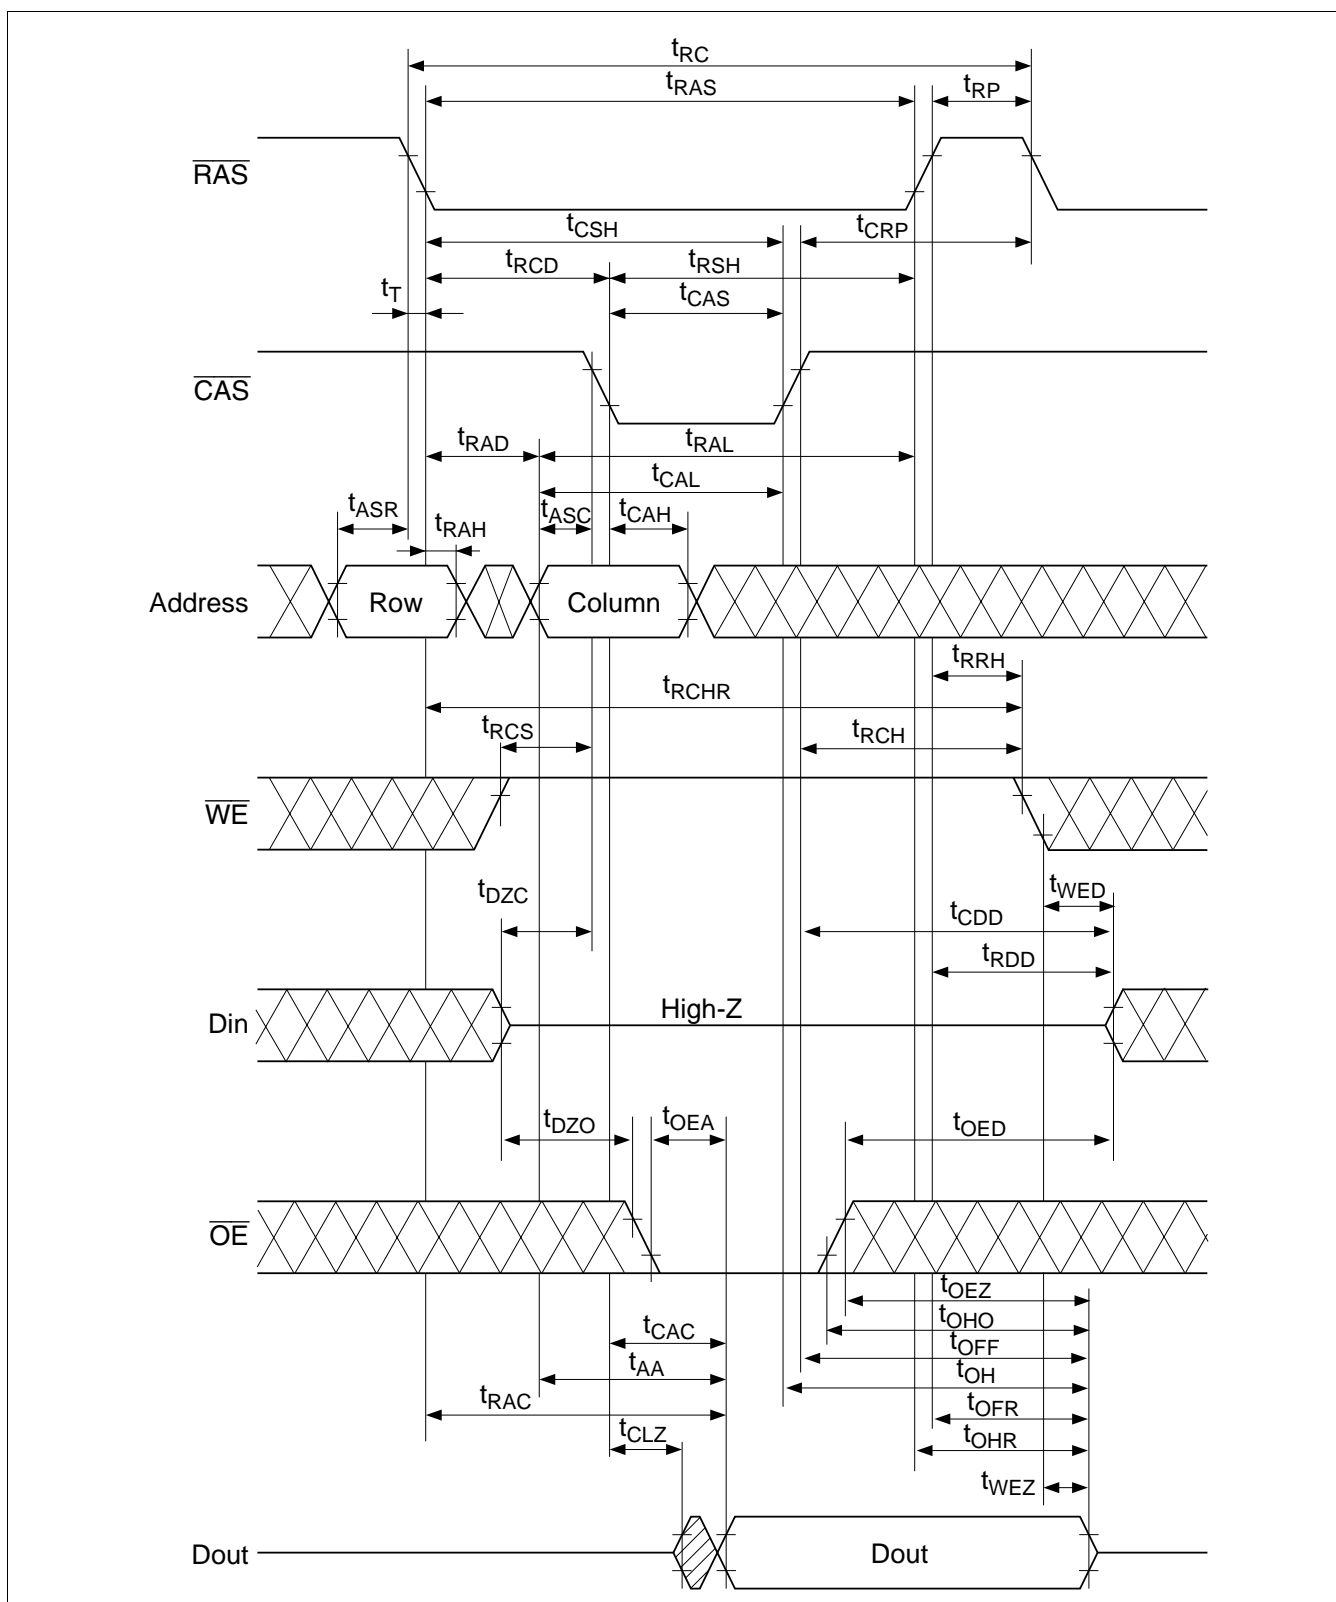 tRC
tRAS
tRP
RAS
tCSH
tCRP
tRCD
tRSH
tT
tCAS
CAS
tRAD
tRAL
tCAL
tASR
tRAH
tASC
tCAH
Address
Row
Column
tRRH
tRCHR
tRCS
tRCH
WE
tDZC
tWED
tCDD
tRDD
Din
High-Z
tDZO
tOEA
tOED
OE
tOEZ
tOHO
tCAC
tOFF
tAA
tOH
tRAC
tOFR
tCLZ
tOHR
tWEZ
Dout
Dout